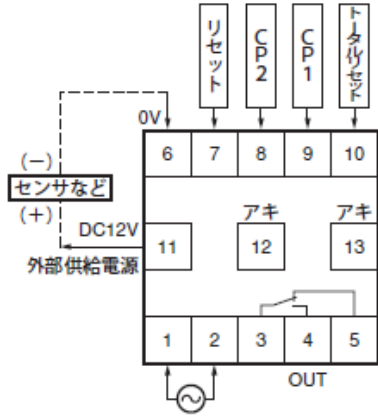 リセット
CP2
CP1
トータルリセット
0V
6 7 8 9 10
(−)
センサなど
(+)
DC12V
外部供給電源
アキ アキ
11 12 13
1 2 3 4 5
OUT